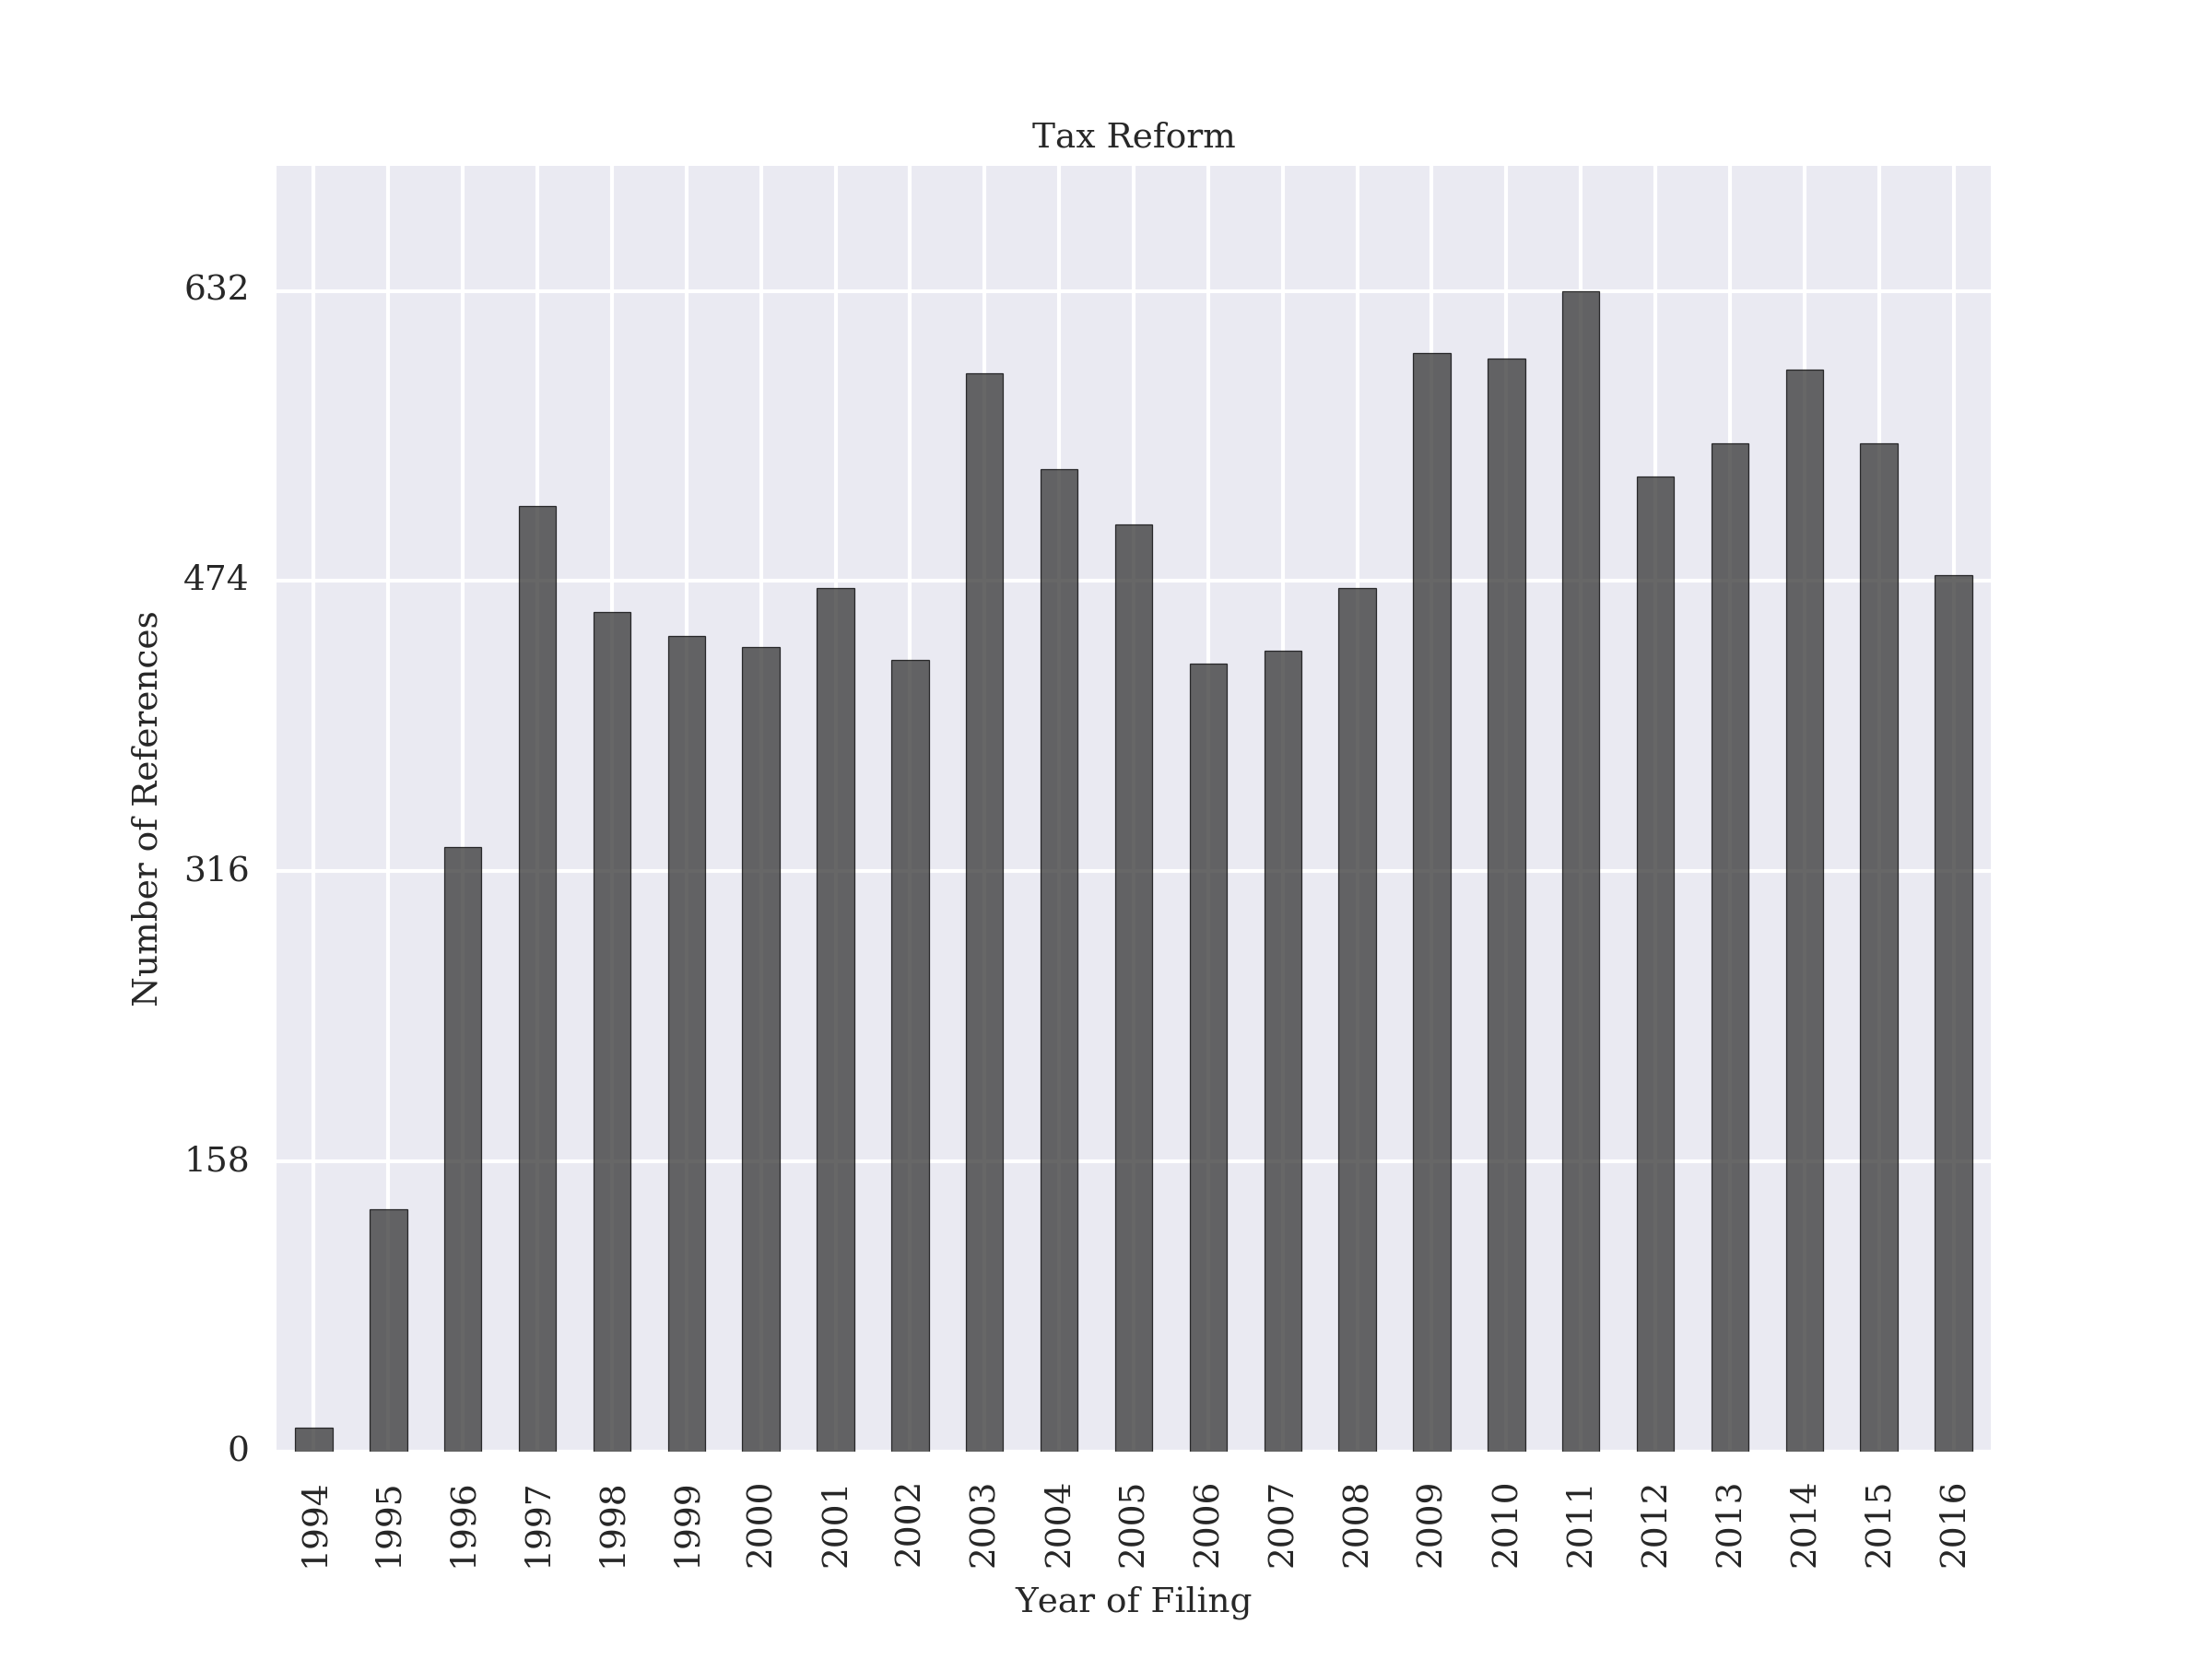 Tax Reform
632
474
316
158
0
Number of References
1994 1995 1996 1997 1998 1999 2000 2001 2002 2003 2004 2005 2006 2007 2008 2009 2010 2011 2012 2013 2014 2015 2016
Year of Filing